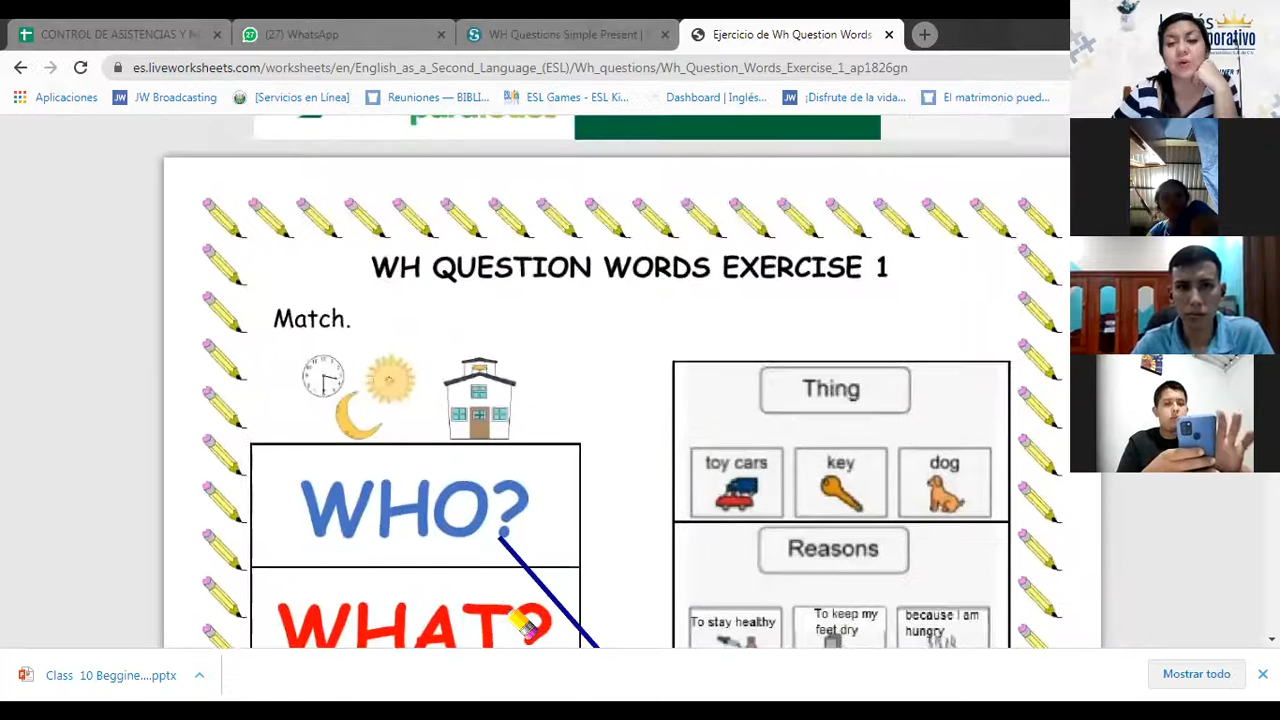 CONTROL DE ASISTENCIAS Y
(27) WhatsApp
WH Questions Simple Present |
Ejercicio de Wh Question Words
es.liveworksheets.com/worksheets/en/English_as_a_Second_Language_(ESL)/Wh_questions/Wh_Question_Words_Exercise_1_ap1826gn
Aplicaciones
JW Broadcasting
[Servicios en Línea]
Reuniones — BIBLI...
ESL Games - ESL Ki...
Dashboard | Inglés...
¡Disfrute de la vida...
El matrimonio pued...
WH QUESTION WORDS EXERCISE 1
Match.
WHO?
WHAT?
Thing
toy cars
key
dog
Reasons
To stay healthy
To keep my
feet dry
because I am
hungry
Class 10 Beggine....pptx
Mostrar todo